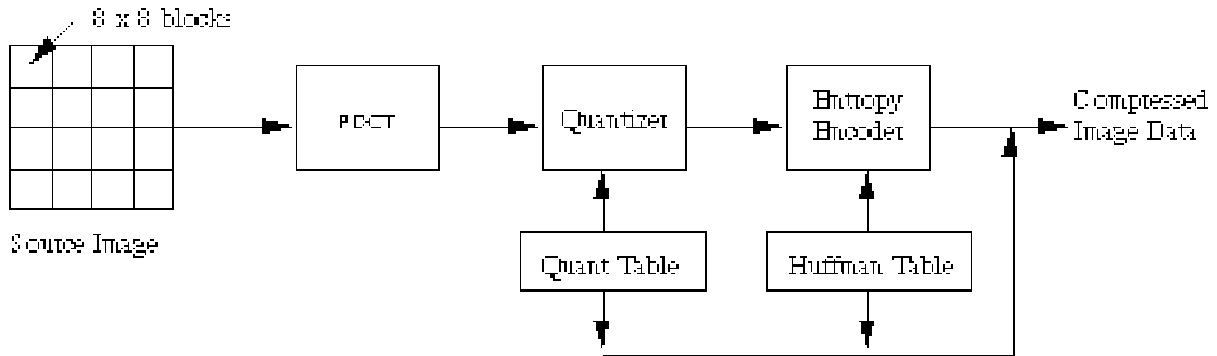 8 x 8 blocks
FDCT
Quantizer
Entropy
Encoder
Compressed
Image Data
Source Image
Quant Table
Huffman Table